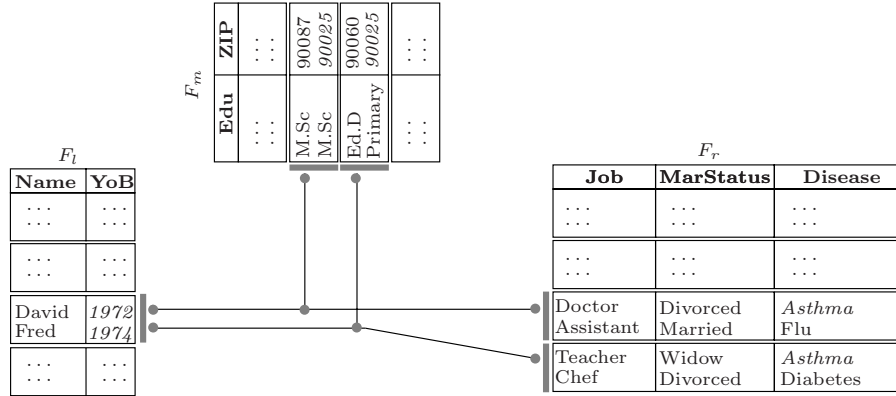 F_m
ZIP
. . .
. . .
90087
90025
90060
90025
. . .
. . .
Edu
. . .
. . .
M.Sc
M.Sc
Ed.D
Primary
. . .
. . .
F_l
Name YoB
. . . . . .
. . . . . .
. . . . . .
. . . . . .
David 1972
Fred 1974
. . . . . .
. . . . . .
F_r
Job MarStatus Disease
. . . . . . . . .
. . . . . . . . .
. . . . . . . . .
. . . . . . . . .
Doctor Divorced Asthma
Assistant Married Flu
Teacher Widow Asthma
Chef Divorced Diabetes